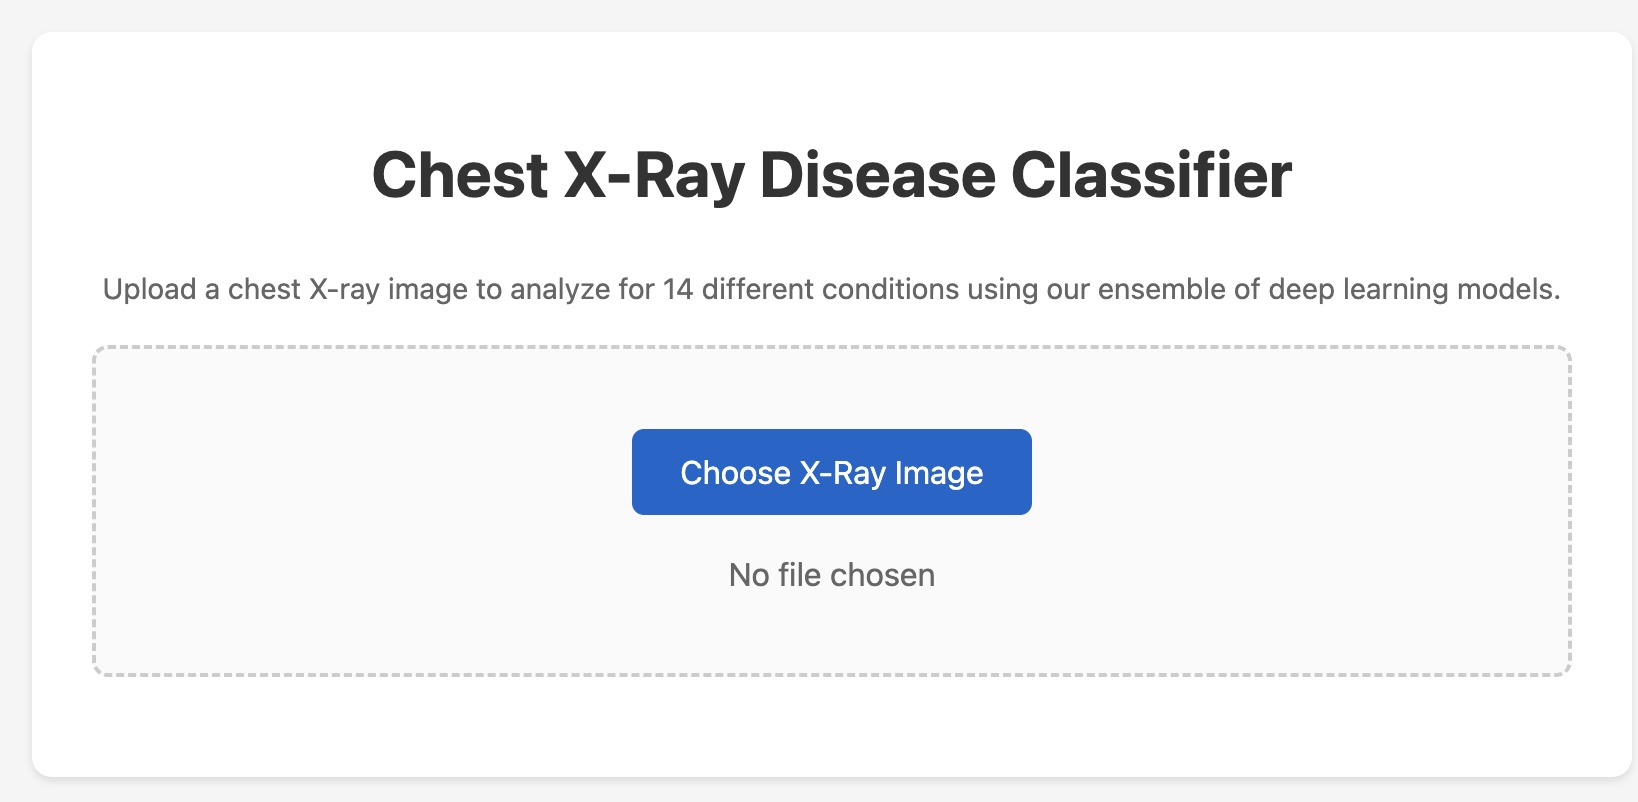 Chest X-Ray Disease Classifier
Upload a chest X-ray image to analyze for 14 different conditions using our ensemble of deep learning models.
Choose X-Ray Image
No file chosen